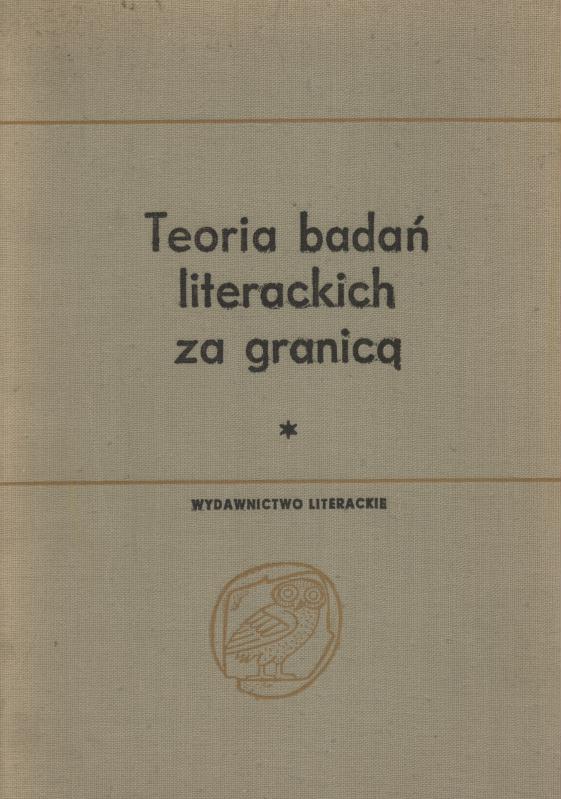 Teoria badań
literackich
za granicą
*
WYDAWNICTWO LITERACKIE